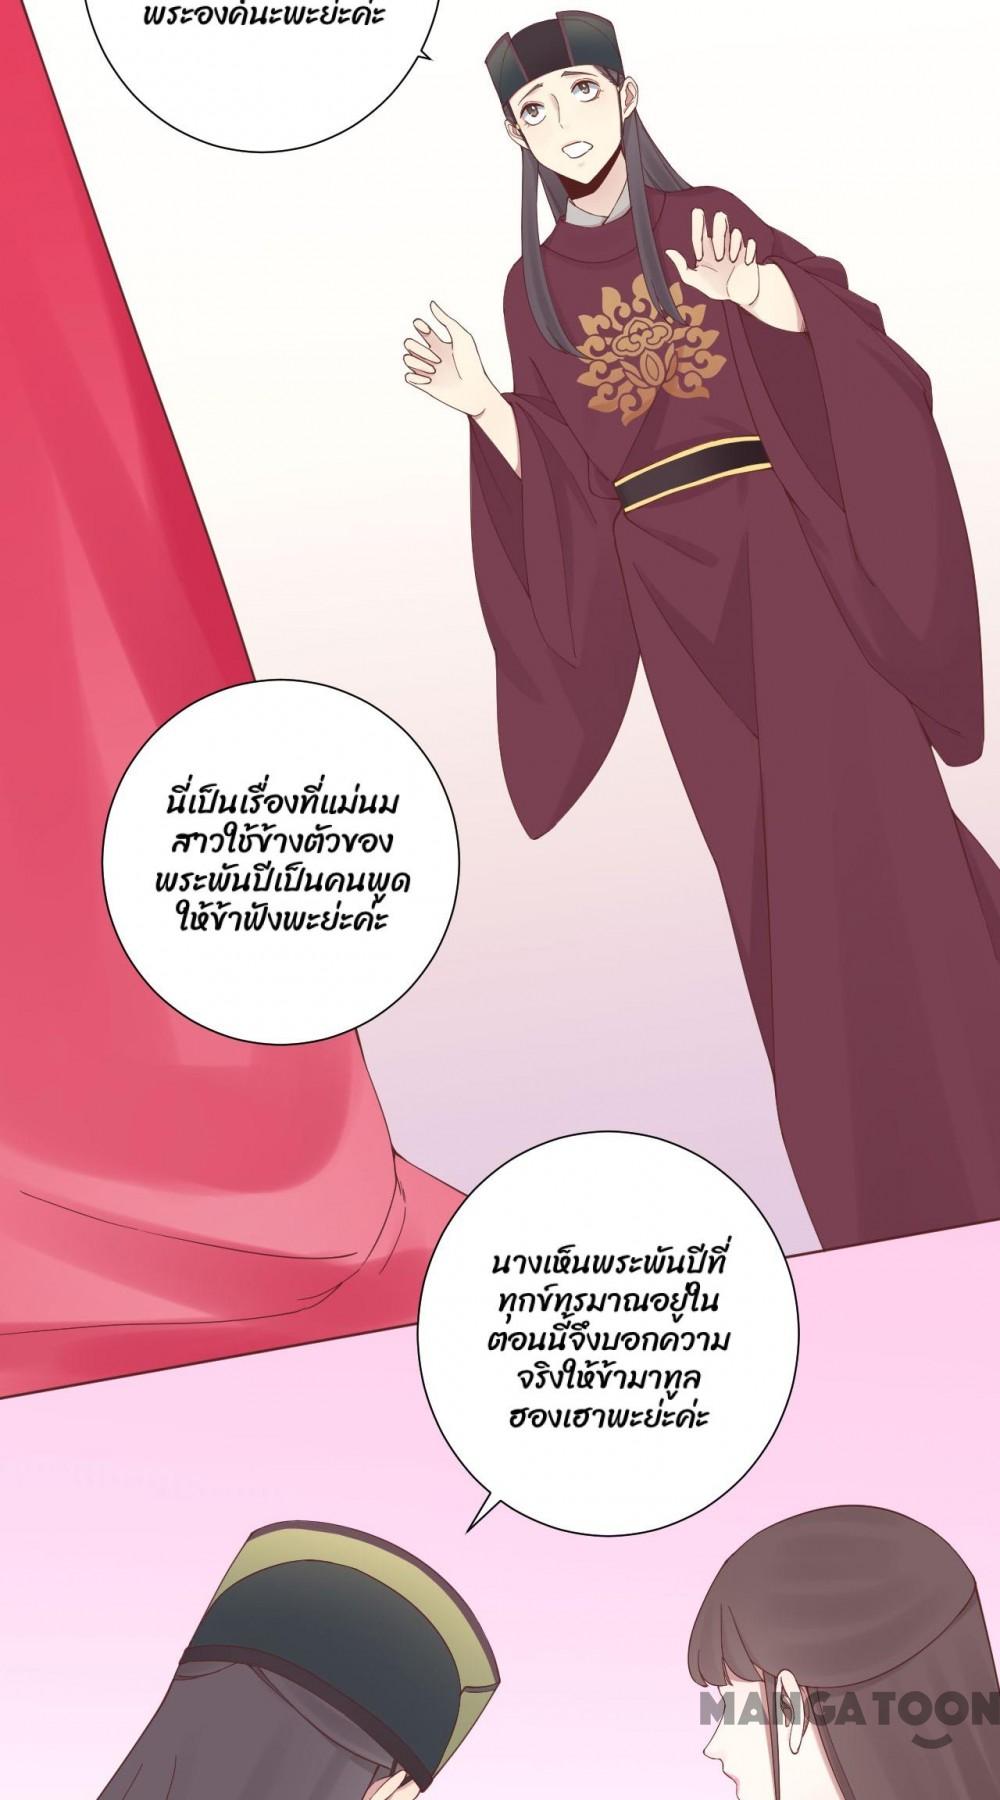 พระองค์นะพะย่ะค่ะ
นี่เป็นเรื่องที่แม่นม
สาวใช้ข้างตัวของ
พระพันปีเป็นคนพูด
ให้ข้าฟังพะย่ะค่ะ
นางเห็นพระพันปีที่
ทุกข์ทรมาณอยู่ใน
ตอนนี้จึงบอกความ
จริงให้ข้ามาทูล
ฮองเฮาพะย่ะค่ะ
MANGATOON